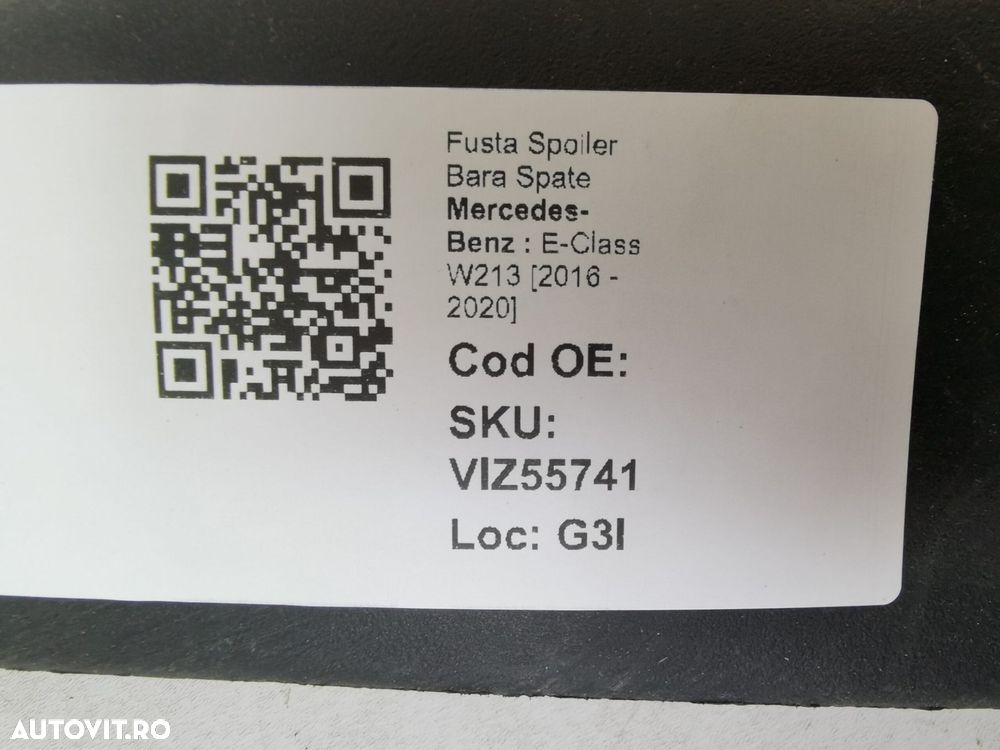 Fusta Spoiler
Bara Spate
Mercedes-
Benz : E-Class
W213 [2016 -
2020]
Cod OE:
SKU:
VIZ55741
Loc: G3I
AUTOVIT.RO